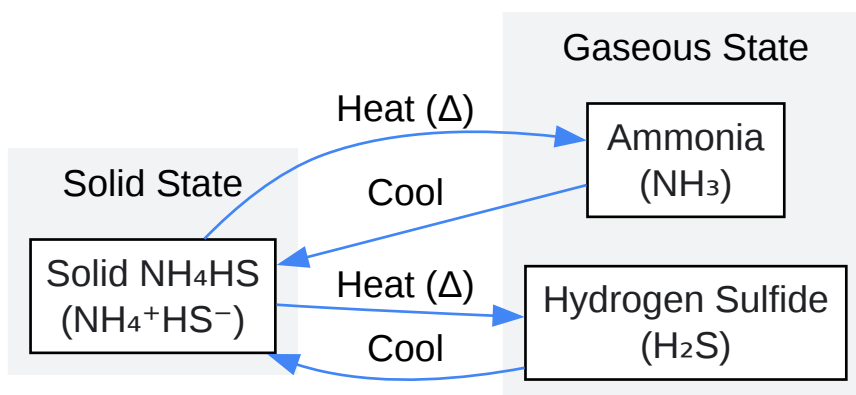 Gaseous State
Heat (Δ)
Ammonia
(NH₃)
Solid State
Cool
Solid NH₄HS
(NH₄⁺HS⁻)
Heat (Δ)
Hydrogen Sulfide
(H₂S)
Cool